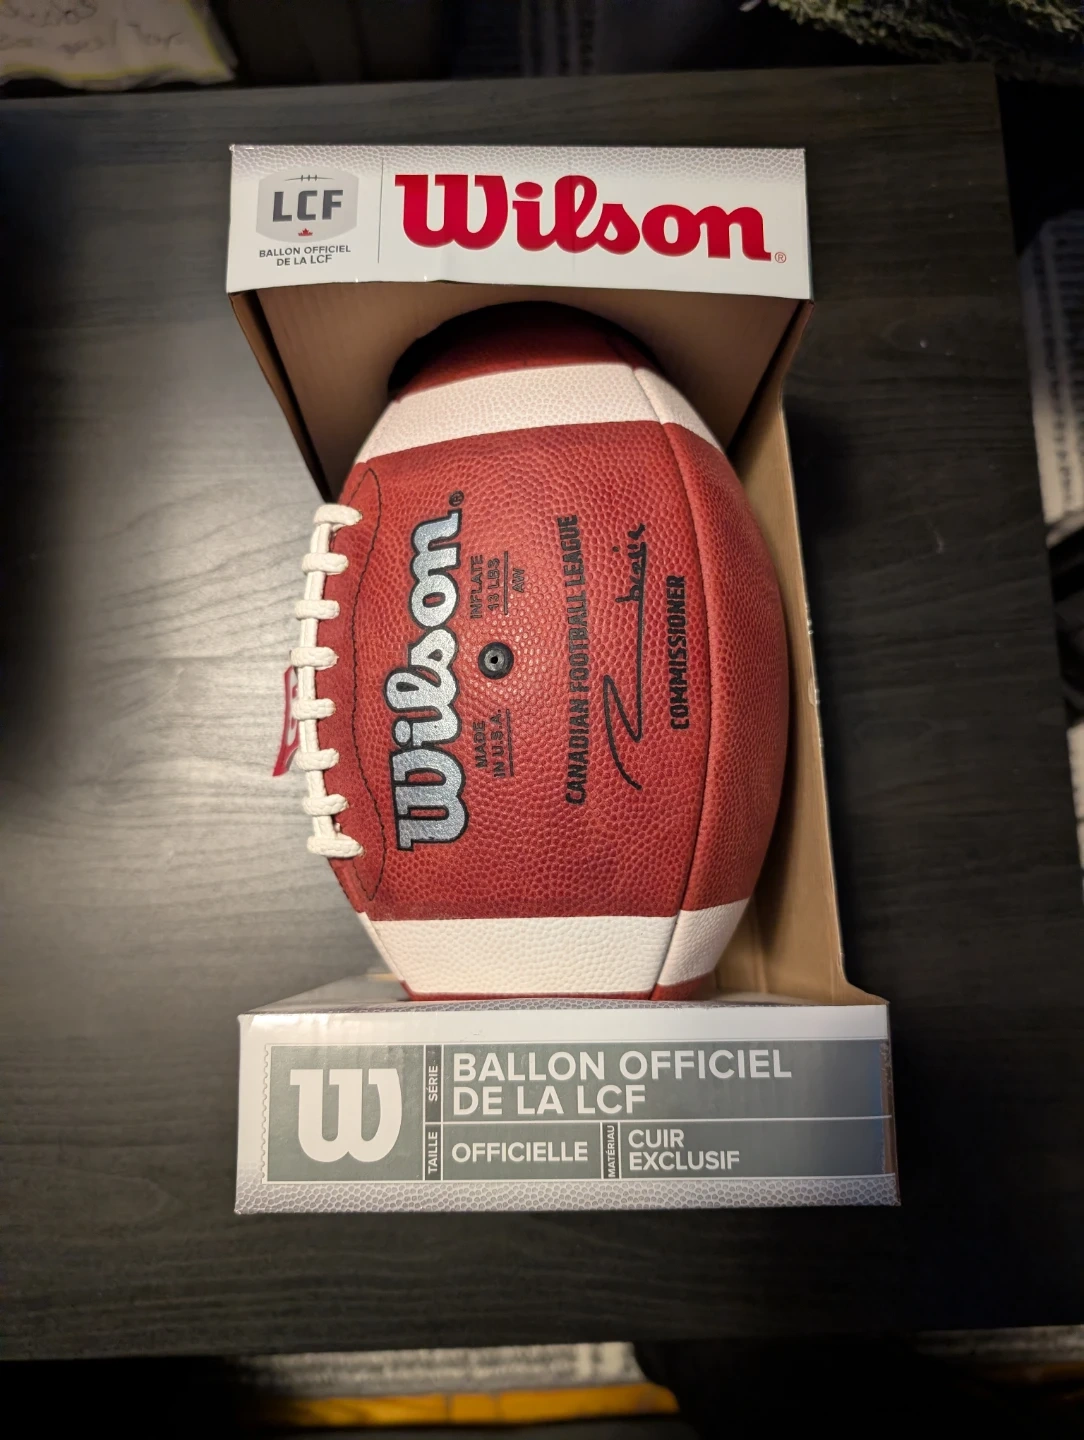 LCF
BALLON OFFICIEL
DE LA LCF
Wilson®
Wilson®
MADE
IN U.S.A.
INFLATE
13 LBS
AW
CANADIAN FOOTBALL LEAGUE
COMMISSIONER
W
SÉRIE
BALLON OFFICIEL
DE LA LCF
TAILLE
OFFICIELLE
MATÉRIAU
CUIR
EXCLUSIF